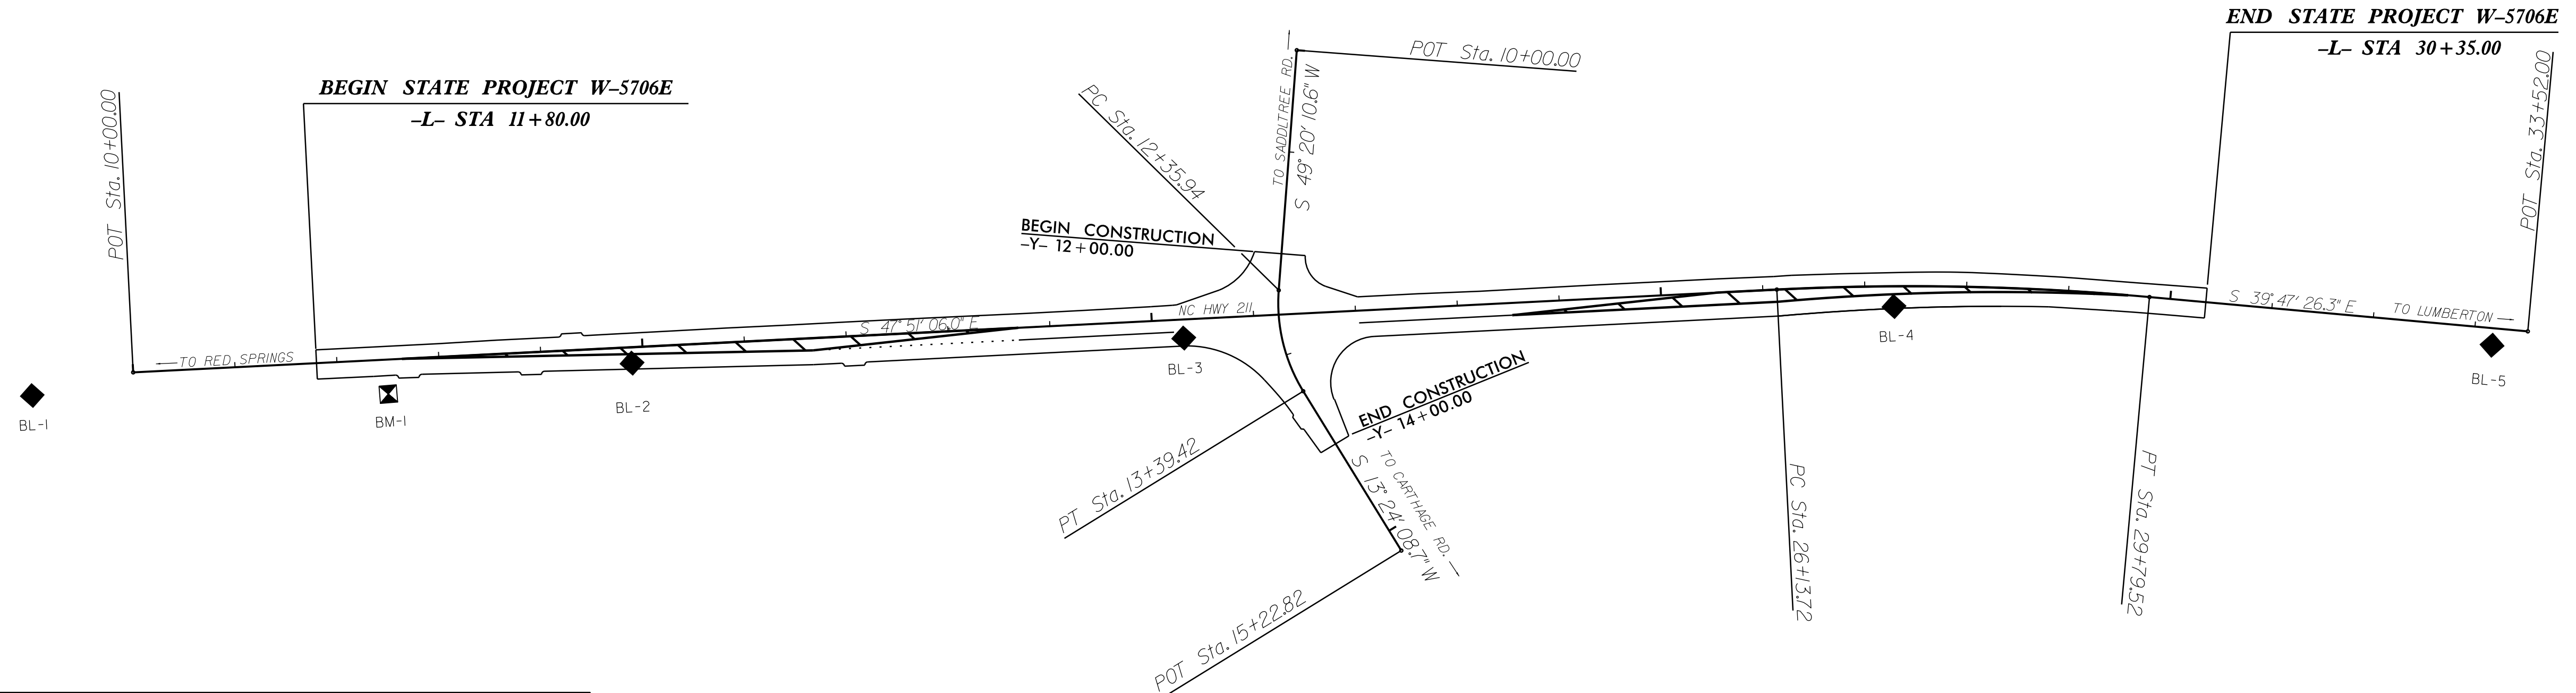 END STATE PROJECT W–5706E
–L– STA 30+35.00
POT Sta. 10+00.00
BEGIN STATE PROJECT W–5706E
–L– STA 11+80.00
POT Sta. 10+00.00
TO SADDLTREE RD.
S 49° 20' 10.6" W
PC Sta. 12+35.94
POT Sta. 33+52.00
BEGIN CONSTRUCTION
–Y– 12+00.00
NC HWY 211
S 47° 51' 06.0" E
TO RED SPRINGS
S 39° 47' 26.3" E
TO LUMBERTON
BL-1
BM-1
BL-2
BL-3
BL-4
BL-5
END CONSTRUCTION
–Y– 14+00.00
PT Sta. 13+39.42
TO CARTHAGE RD.
S 13° 24' 08.7" W
PC Sta. 26+13.72
PT Sta. 29+79.52
POT Sta. 15+22.82